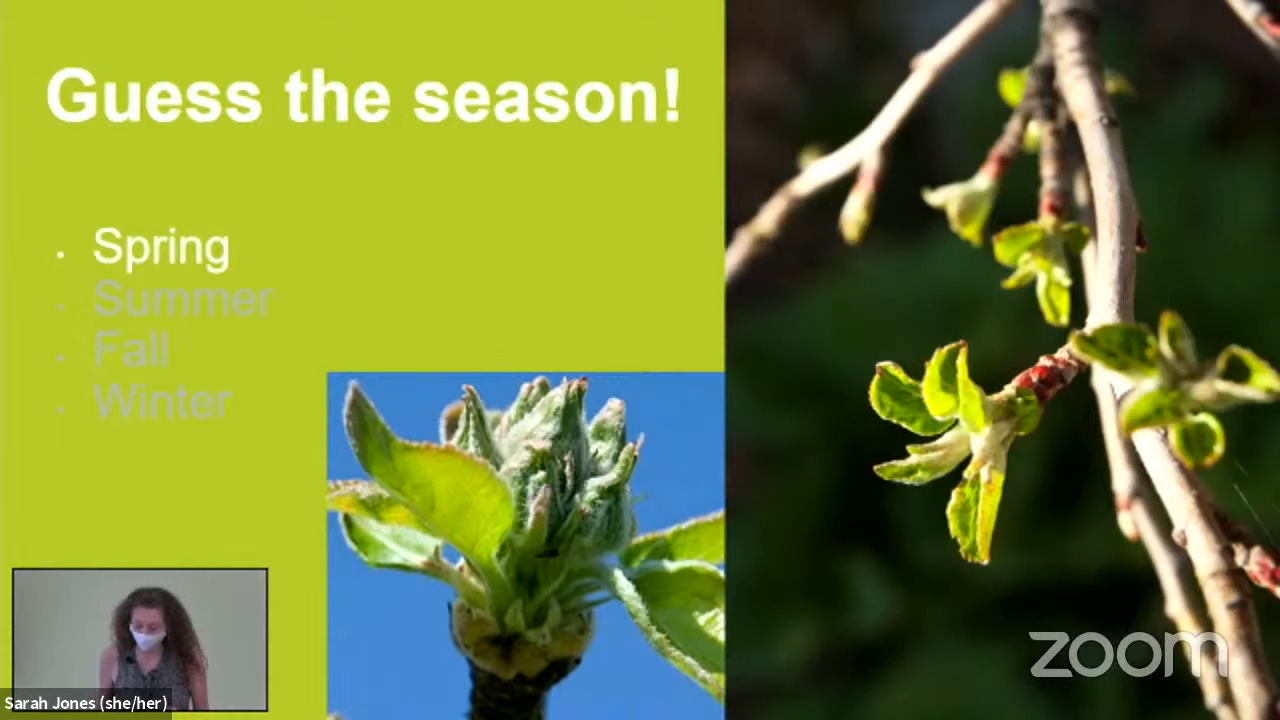 Guess the season!
Spring
Summer
Fall
Winter
Sarah Jones (she/her)
zoom